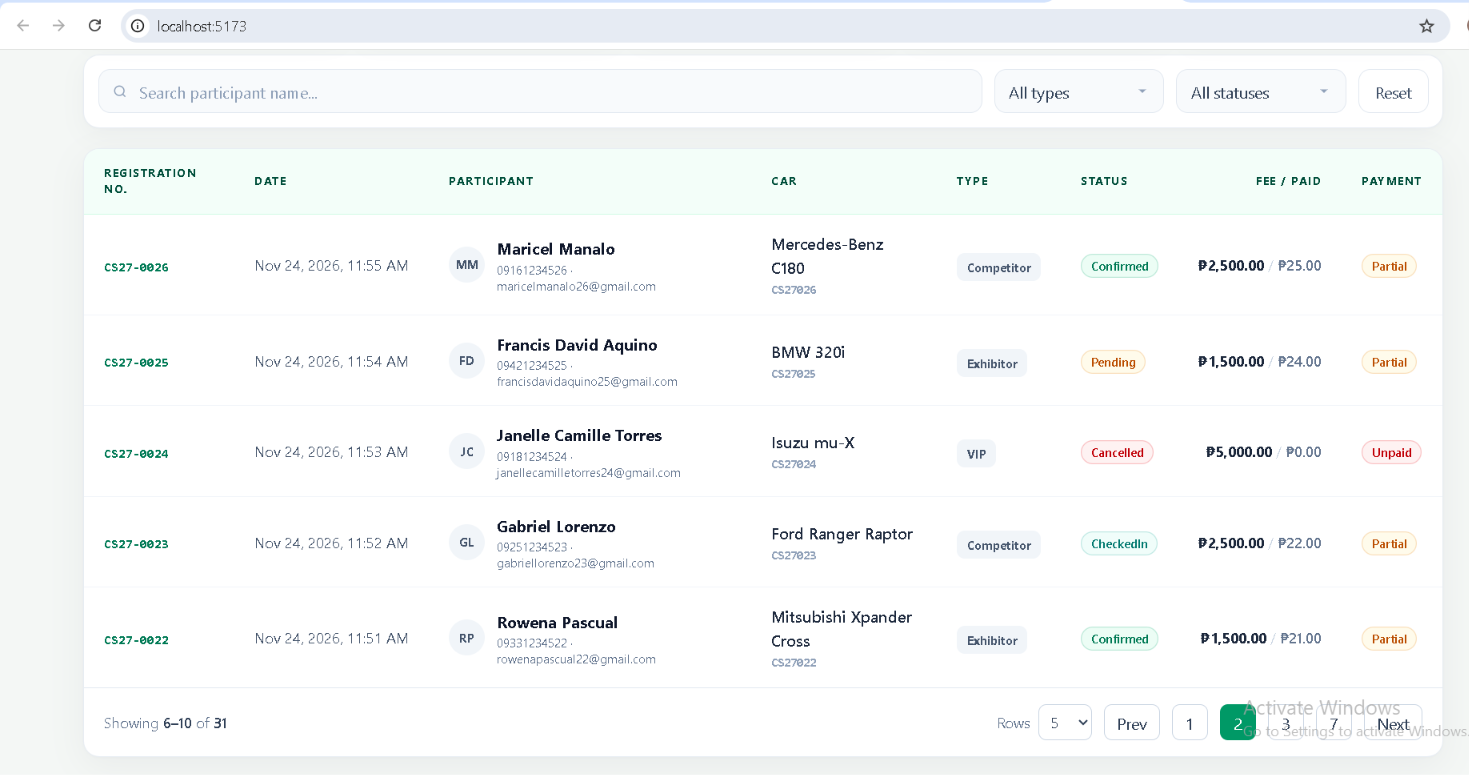 localhost:5173
Search participant name...
All types
All statuses
Reset
REGISTRATION NO.
DATE
PARTICIPANT
CAR
TYPE
STATUS
FEE / PAID
PAYMENT
CS27-0026
Nov 24, 2026, 11:55 AM
MM
Maricel Manalo
09161234526 ·
maricelmanalo26@gmail.com
Mercedes-Benz
C180
CS27026
Competitor
Confirmed
₱2,500.00 / ₱25.00
Partial
CS27-0025
Nov 24, 2026, 11:54 AM
FD
Francis David Aquino
09421234525 ·
francisdavidaquino25@gmail.com
BMW 320i
CS27025
Exhibitor
Pending
₱1,500.00 / ₱24.00
Partial
CS27-0024
Nov 24, 2026, 11:53 AM
JC
Janelle Camille Torres
09181234524 ·
janellecamilletorres24@gmail.com
Isuzu mu-X
CS27024
VIP
Cancelled
₱5,000.00 / ₱0.00
Unpaid
CS27-0023
Nov 24, 2026, 11:52 AM
GL
Gabriel Lorenzo
09251234523 ·
gabriellorenzo23@gmail.com
Ford Ranger Raptor
CS27023
Competitor
CheckedIn
₱2,500.00 / ₱22.00
Partial
CS27-0022
Nov 24, 2026, 11:51 AM
RP
Rowena Pascual
09331234522 ·
rowenapascual22@gmail.com
Mitsubishi Xpander
Cross
CS27022
Exhibitor
Confirmed
₱1,500.00 / ₱21.00
Partial
Showing 6–10 of 31
Rows 5 Prev 1 2 3 7 Next
Activate Windows
Go to Settings to activate Windows.